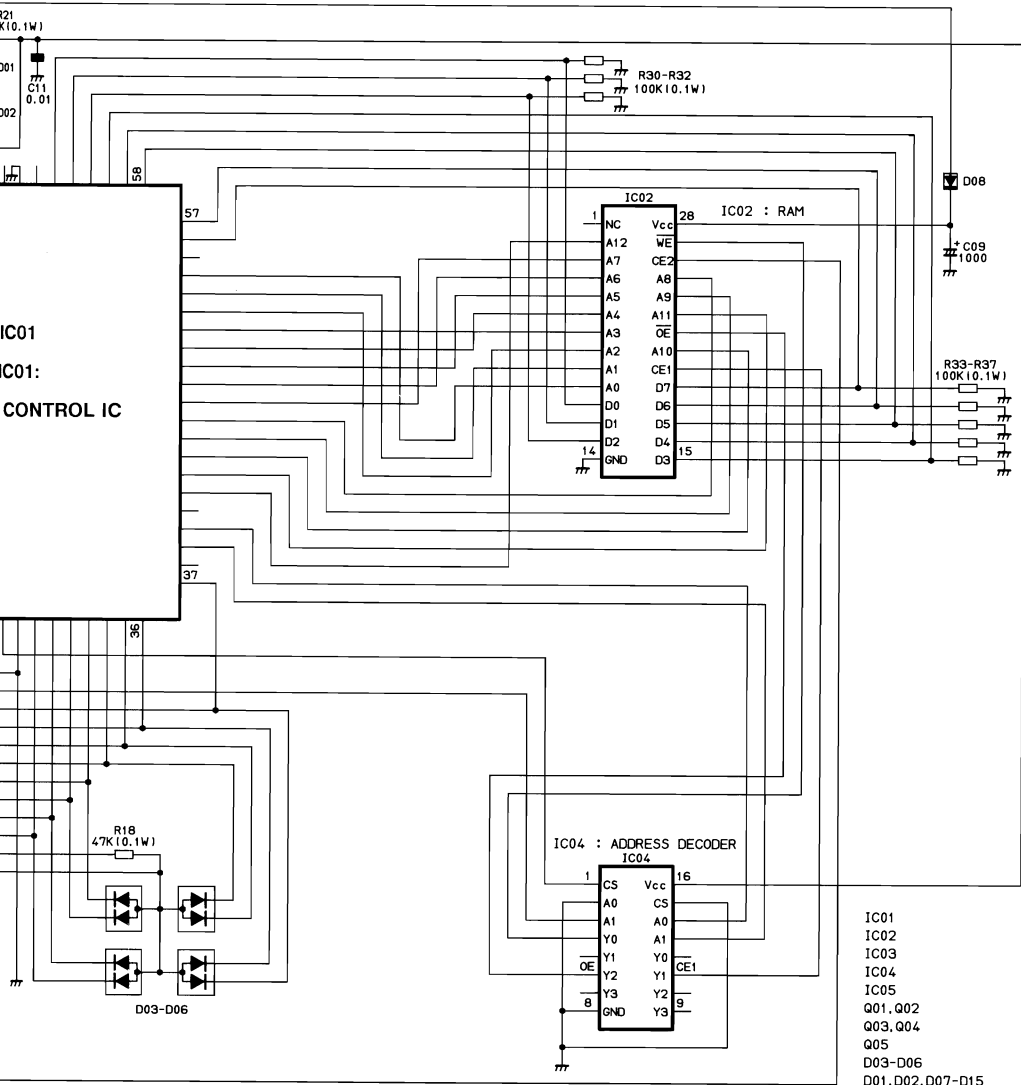 R21
K(0.1W)
D01
C11
0.01
D02
R30-R32
100K(0.1W)
58
57
IC01
IC01:
CONTROL IC
37
36
IC02
IC02 : RAM
1 NC Vcc 28
A12 WE
A7 CE2
A6 A8
A5 A9
A4 A11
A3 OE
A2 A10
A1 CE1
A0 D7
D0 D6
D1 D5
D2 D4
14 GND D3 15
D08
+ C09
1000
R33-R37
100K(0.1W)
R18
47K(0.1W)
D03-D06
IC04 : ADDRESS DECODER
IC04
1 CS Vcc 16
A0 CS
A1 A0
Y0 A1
Y1 Y0
OE Y2 Y1 CE1
Y3 Y2
8 GND Y3 9
IC01
IC02
IC03
IC04
IC05
Q01,Q02
Q03,Q04
Q05
D03-D06
D01,D02,D07-D15